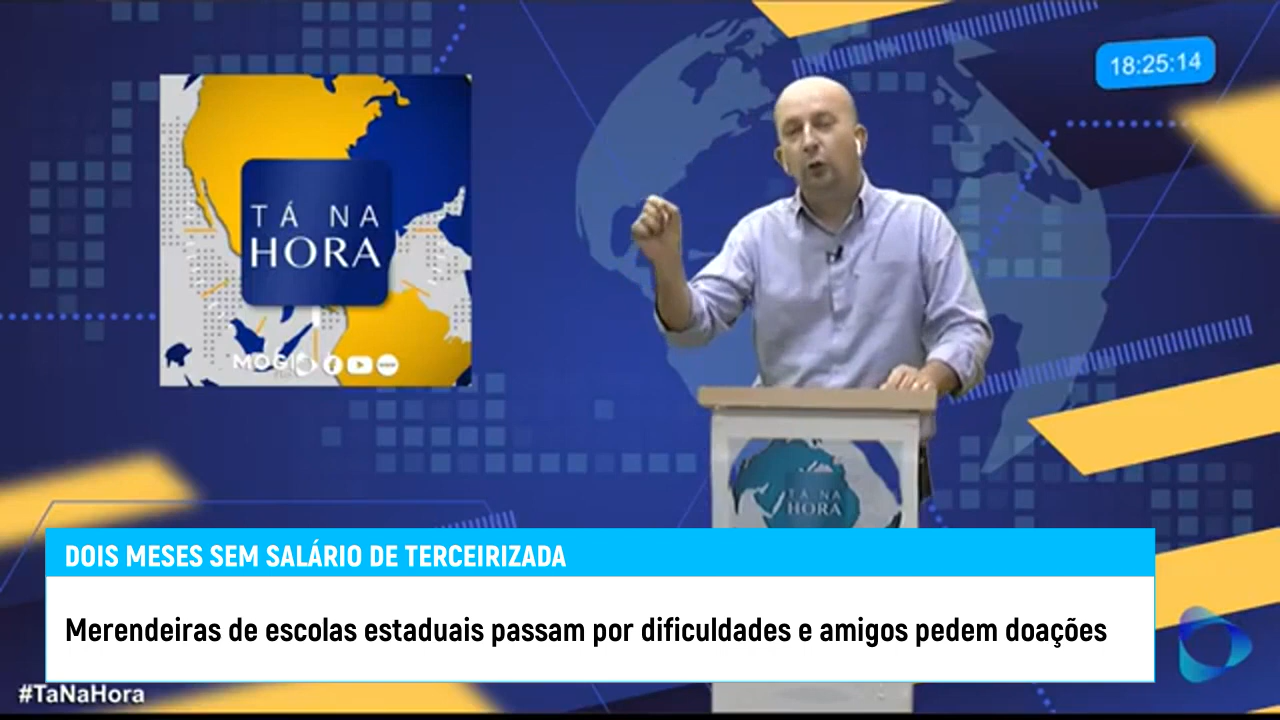 18:25:14
TÁ NA
HORA
MOGI
TÁ NA
HORA
DOIS MESES SEM SALÁRIO DE TERCEIRIZADA
Merendeiras de escolas estaduais passam por dificuldades e amigos pedem doações
#TaNaHora